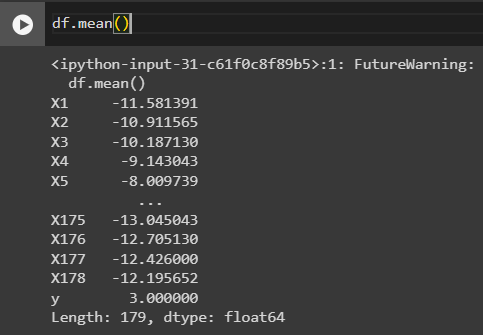 df.mean()
<ipython-input-31-c61f0c8f89b5>:1: FutureWarning:
  df.mean()
X1     -11.581391
X2     -10.911565
X3     -10.187130
X4      -9.143043
X5      -8.009739
          ...
X175   -13.045043
X176   -12.705130
X177   -12.426000
X178   -12.195652
y        3.000000
Length: 179, dtype: float64